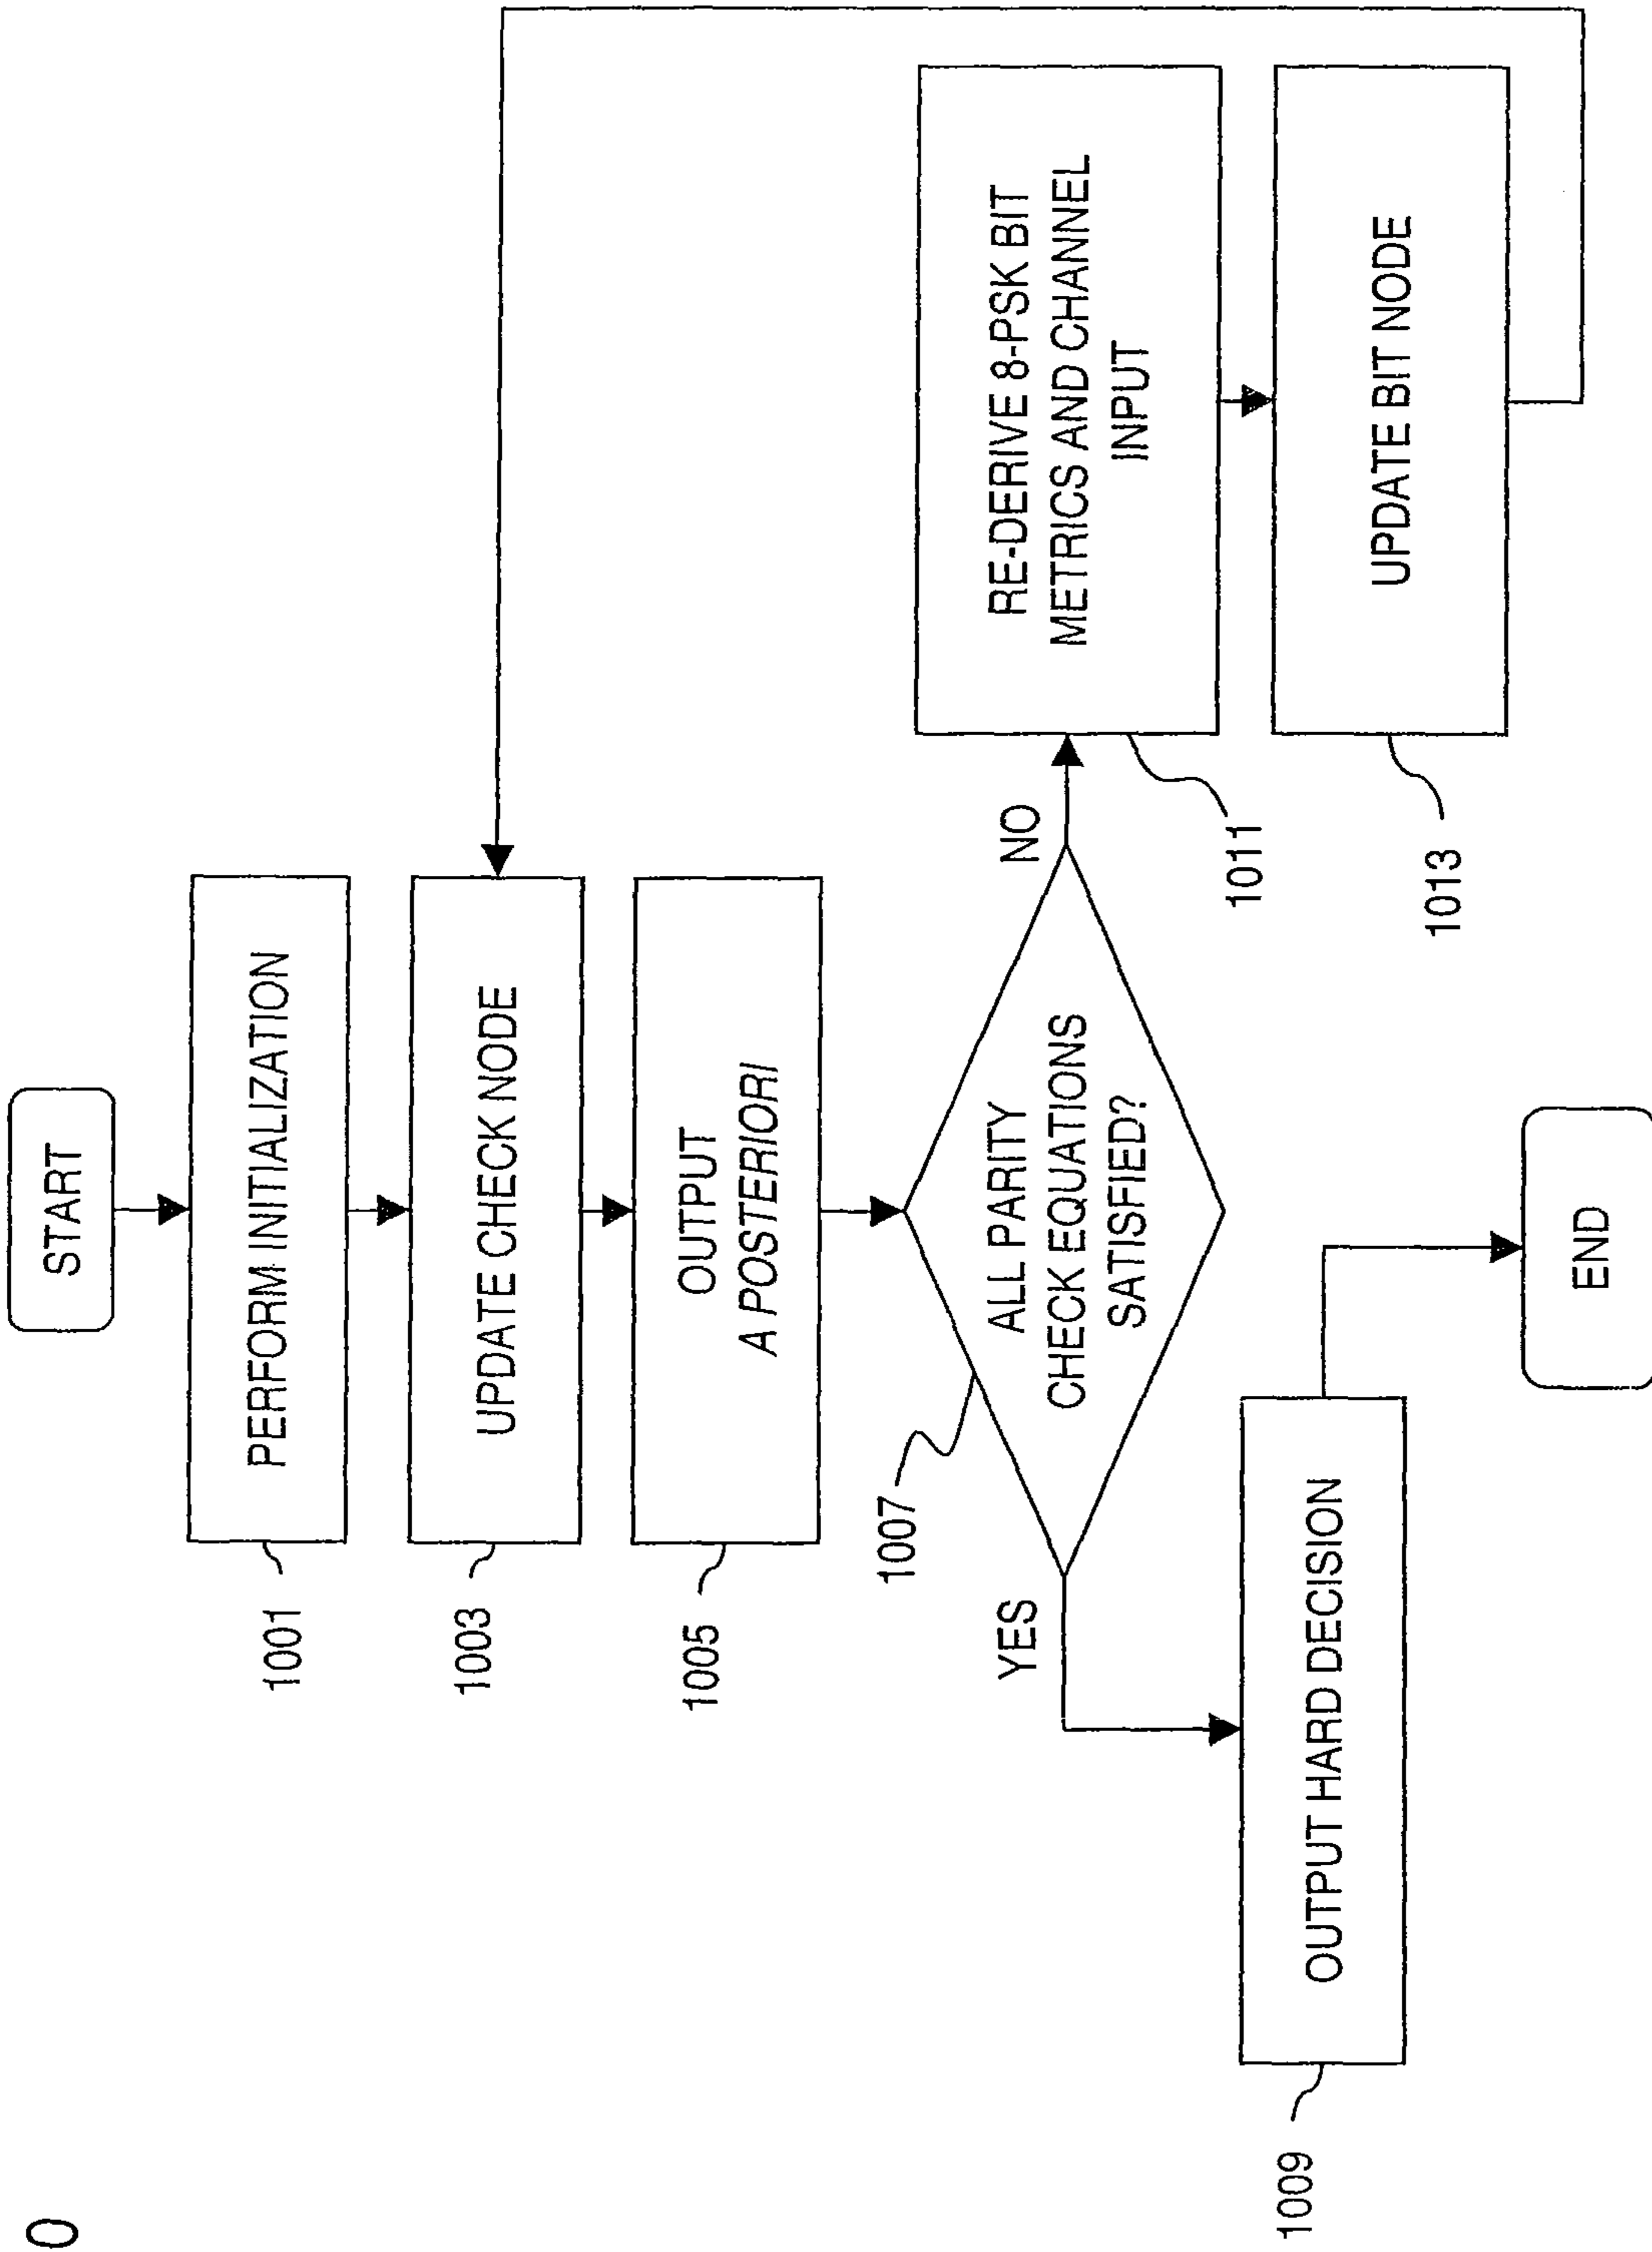 0
START
PERFORM INITIALIZATION
1001
UPDATE CHECK NODE
1003
OUTPUT
A POSTERIORI
1005
ALL PARITY
CHECK EQUATIONS
SATISFIED?
1007
YES
NO
RE-DERIVE 8-PSK BIT
METRICS AND CHANNEL
INPUT
1011
UPDATE BIT NODE
1013
OUTPUT HARD DECISION
1009
END